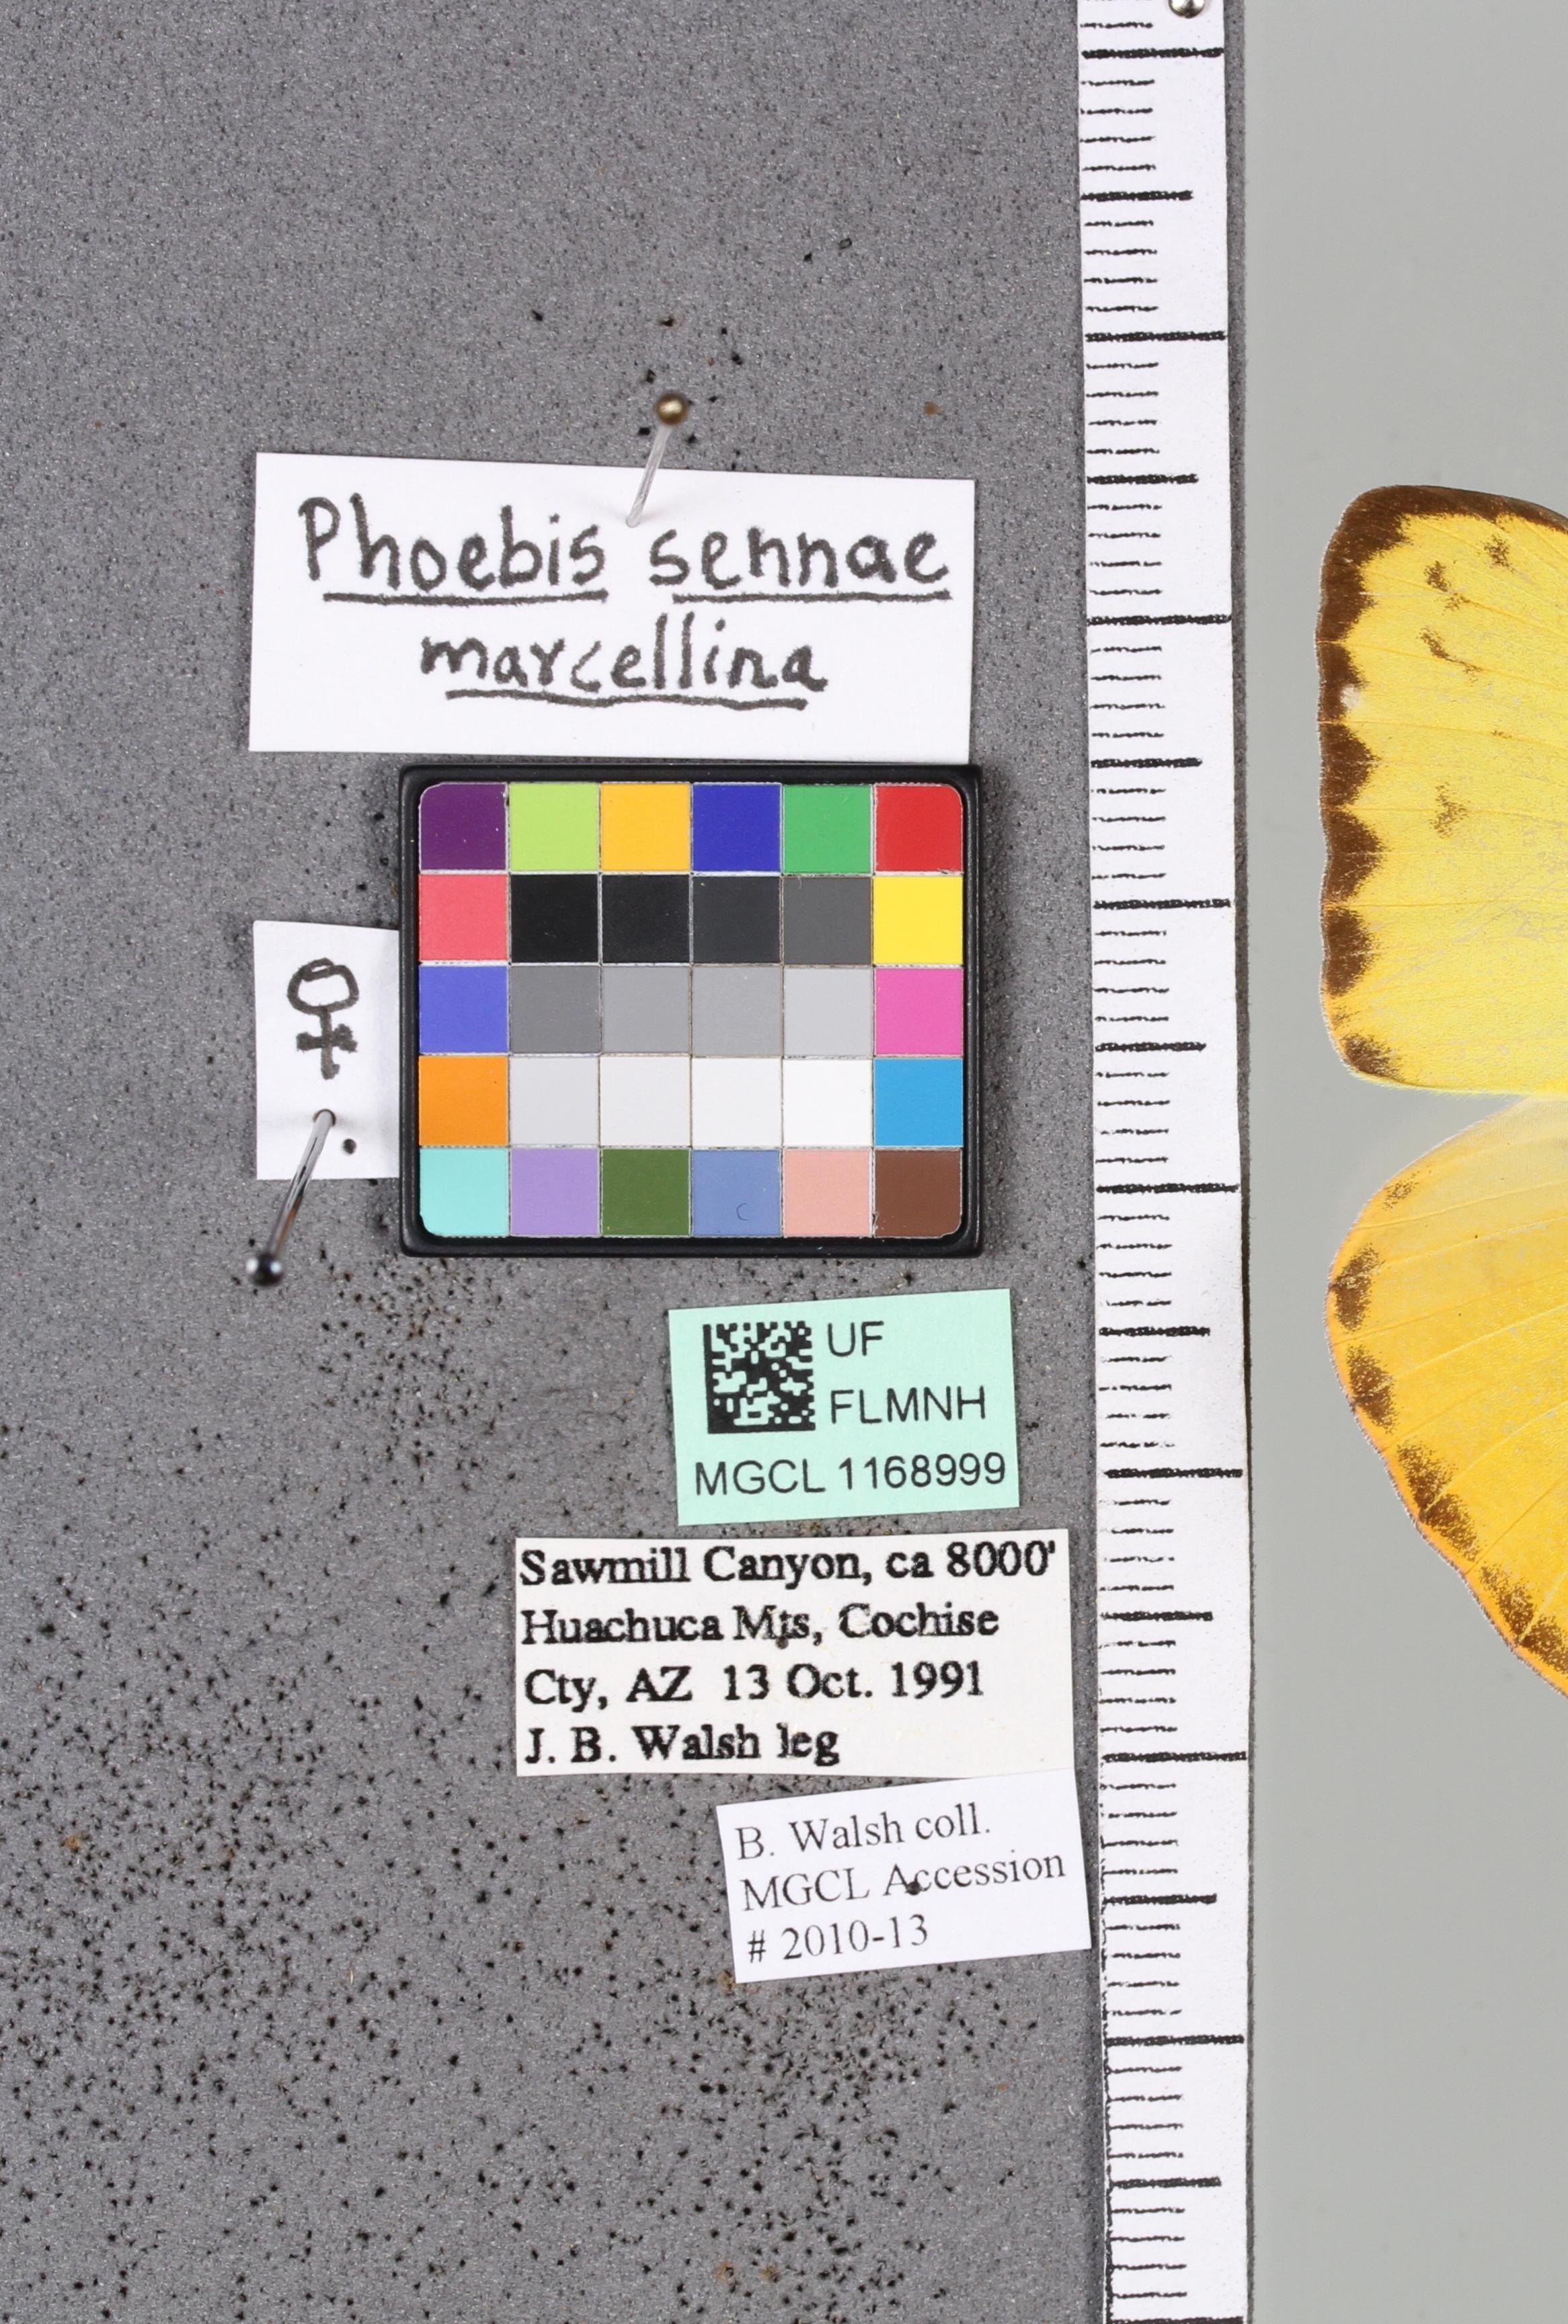 Phoebis sennae
marcellina
♀
UF
FLMNH
MGCL 1168999
Sawmill Canyon, ca 8000'
Huachuca Mts, Cochise
Cty, AZ 13 Oct. 1991
J. B. Walsh leg
B. Walsh coll.
MGCL Accession
# 2010-13